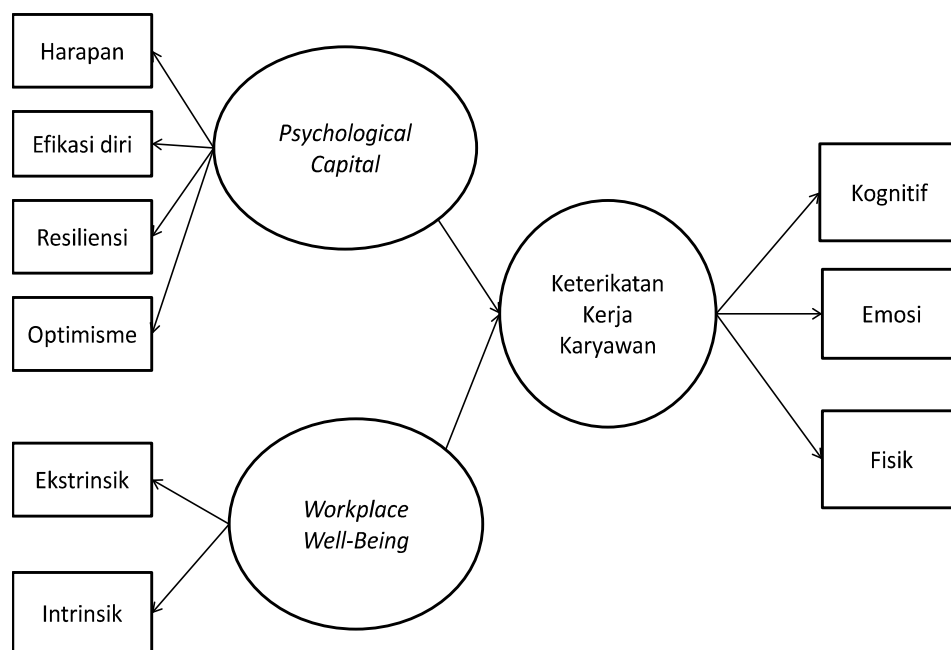 Harapan
Efikasi diri
Resiliensi
Optimisme
Psychological
Capital
Ekstrinsik
Intrinsik
Workplace
Well-Being
Keterikatan
Kerja
Karyawan
Kognitif
Emosi
Fisik